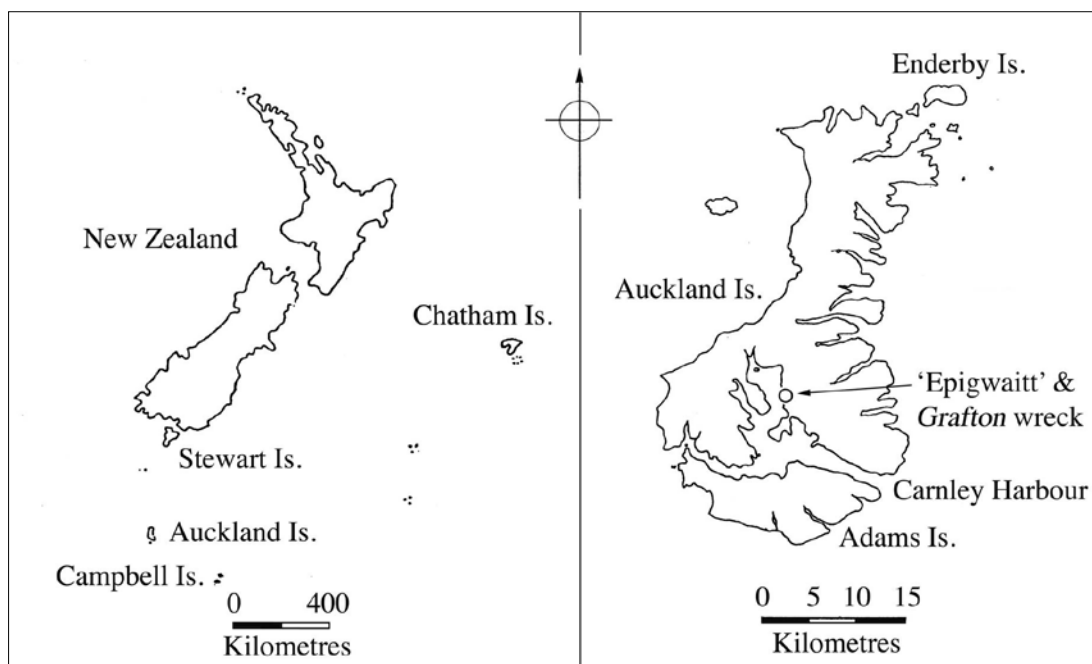 New Zealand
Chatham Is.
Stewart Is.
Auckland Is.
Campbell Is.
0 400
Kilometres
Enderby Is.
Auckland Is.
‘Epigwaitt’ &
Grafton wreck
Carnley Harbour
Adams Is.
0 5 10 15
Kilometres